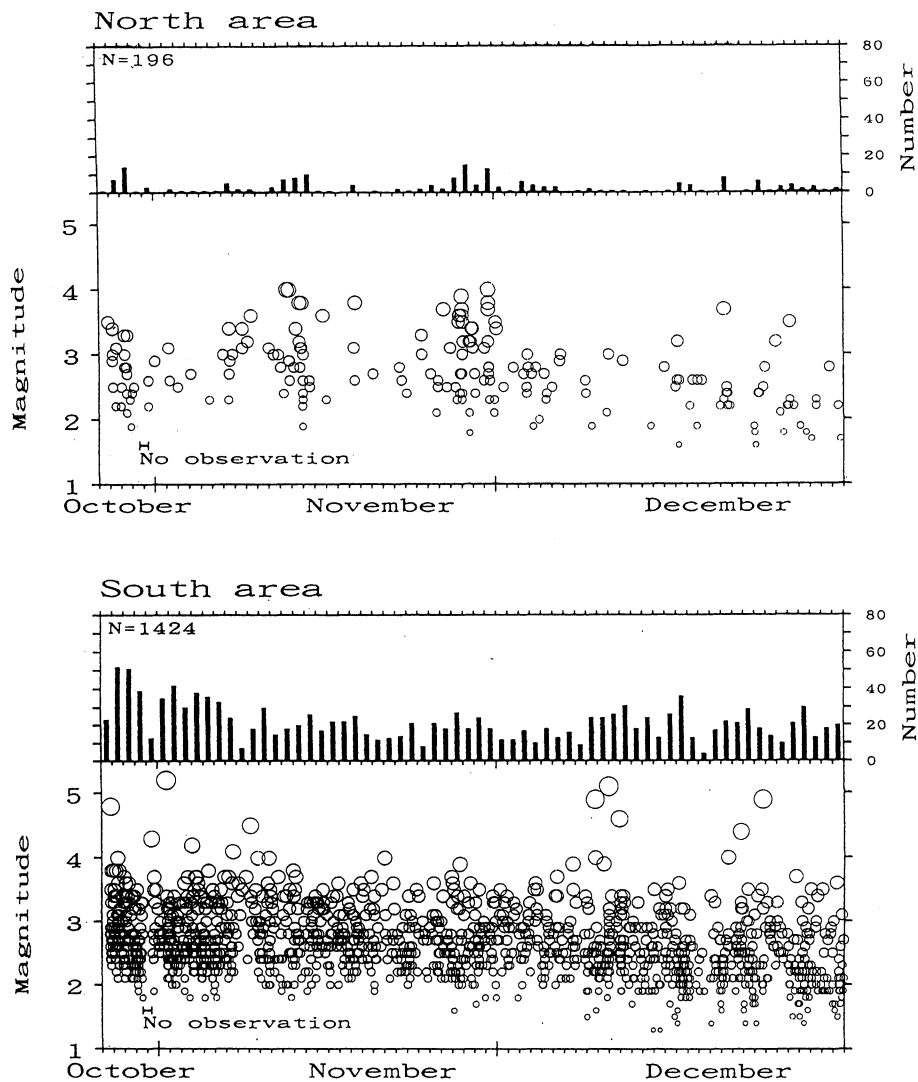 North area
N=196
80
60
40
20
0
Number
5
4
3
2
1
Magnitude
No observation
October November December
South area
N=1424
80
60
40
20
0
Number
5
4
3
2
1
Magnitude
No observation
October November December